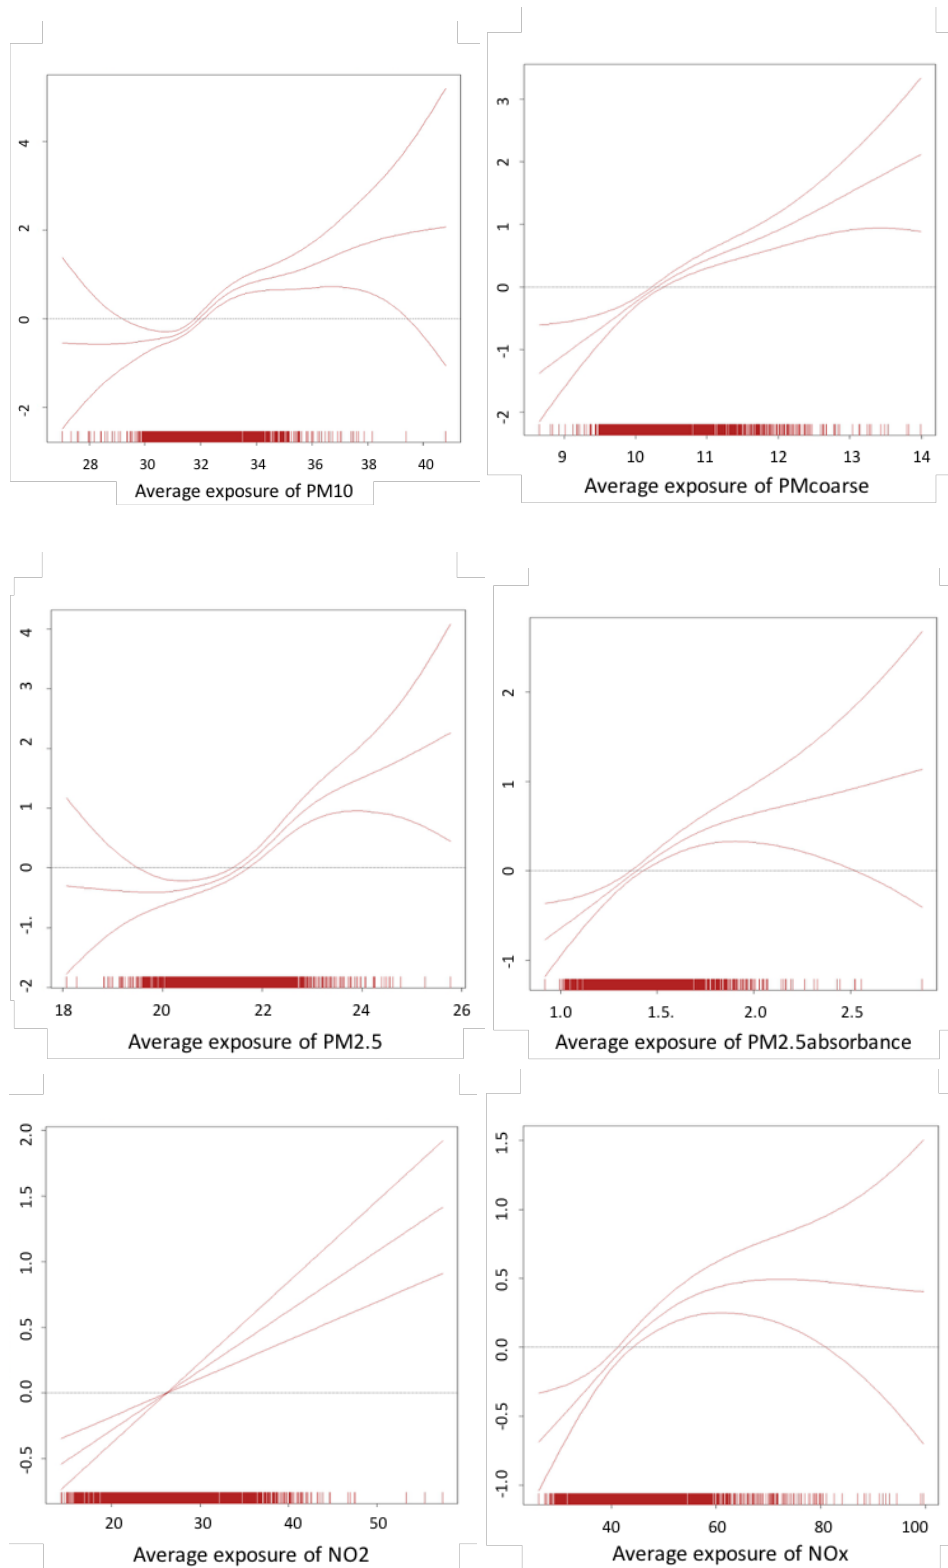 4
2
0
-2
28 30 32 34 36 38 40
Average exposure of PM10
3
2
1
0
-1
-2
9 10 11 12 13 14
Average exposure of PMcoarse
4
3
2
1
0
-1.
-2
18 20 22 24 26
Average exposure of PM2.5
2
1
0
-1
1.0 1.5. 2.0 2.5
Average exposure of PM2.5absorbance
2.0
1.5
1.0
0.5
0.0
-0.5
20 30 40 50
Average exposure of NO2
1.5
1.0
0.5
0.0
-0.5
-1.0
40 60 80 100
Average exposure of NOx